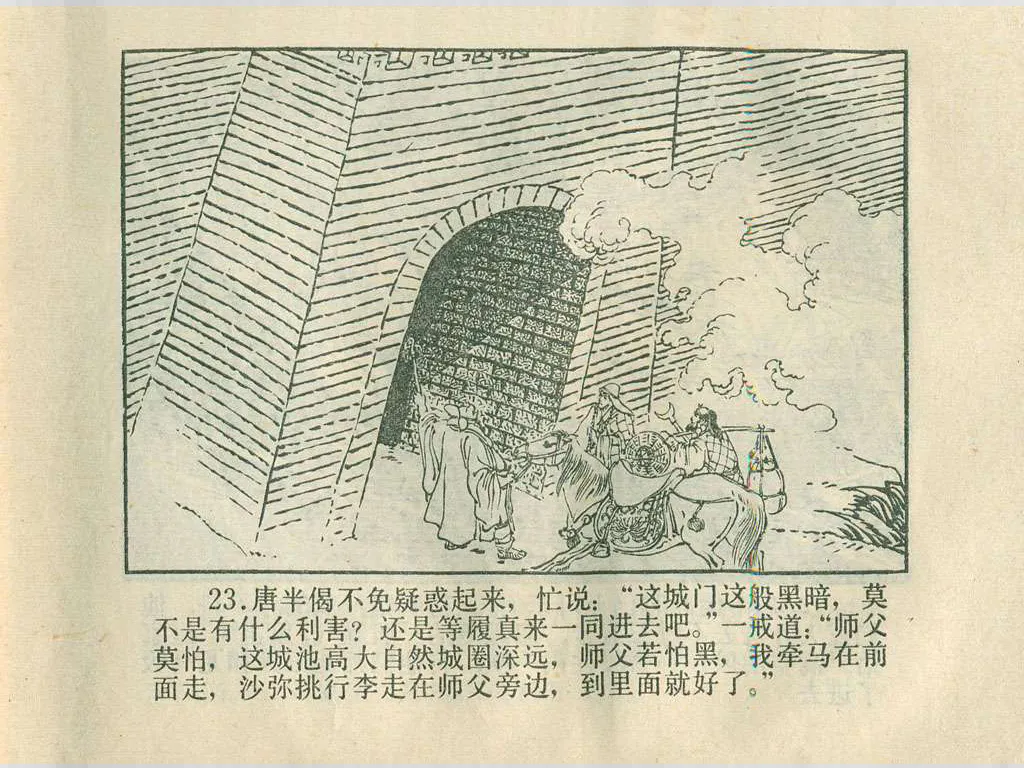 23.唐半偈不免疑惑起来，忙说：“这城门这般黑暗，莫
不是有什么利害？还是等履真来一同进去吧。”一戒道：“师父
莫怕，这城池高大自然城圈深远，师父若怕黑，我牵马在前
面走，沙弥挑行李走在师父旁边，到里面就好了。”